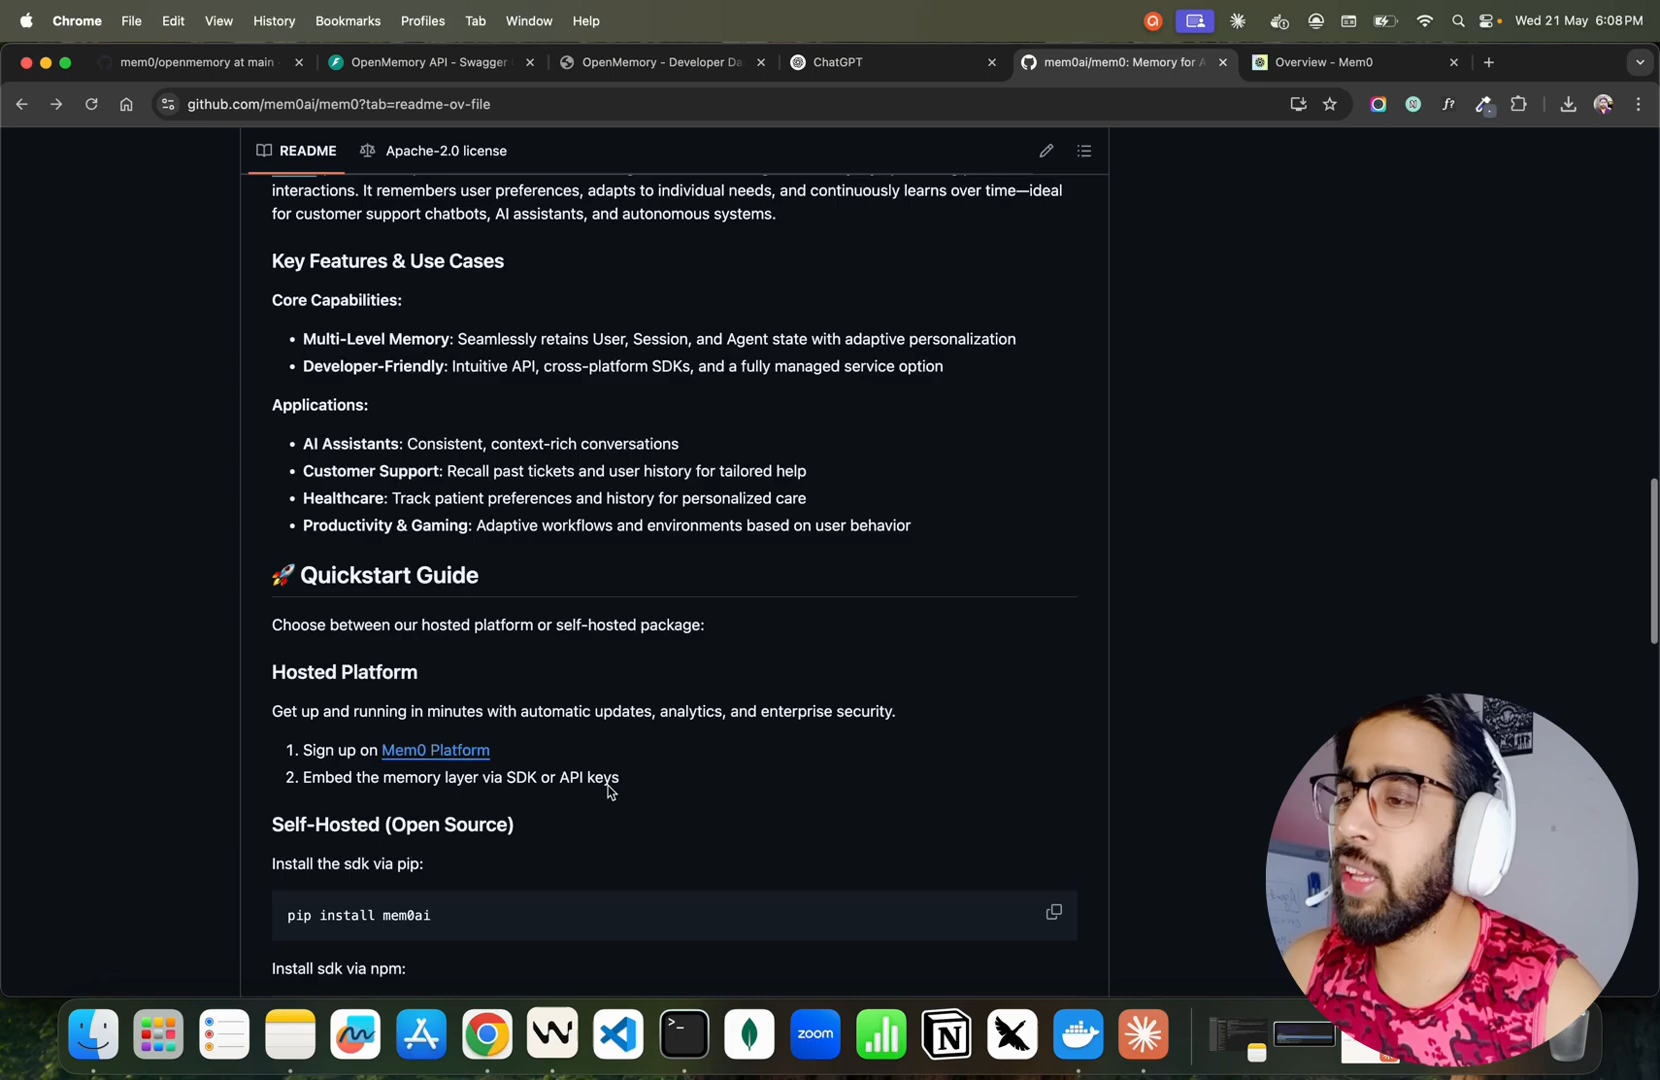 Chrome File Edit View History Bookmarks Profiles Tab Window Help Wed 21 May 6:08 PM
mem0/openmemory at main
OpenMemory API - Swagger
OpenMemory - Developer Da
ChatGPT
mem0ai/mem0: Memory for A
Overview - Mem0
github.com/mem0ai/mem0?tab=readme-ov-file
f?
README
Apache-2.0 license
interactions. It remembers user preferences, adapts to individual needs, and continuously learns over time—ideal
for customer support chatbots, AI assistants, and autonomous systems.
Key Features & Use Cases
Core Capabilities:
• Multi-Level Memory: Seamlessly retains User, Session, and Agent state with adaptive personalization
• Developer-Friendly: Intuitive API, cross-platform SDKs, and a fully managed service option
Applications:
• AI Assistants: Consistent, context-rich conversations
• Customer Support: Recall past tickets and user history for tailored help
• Healthcare: Track patient preferences and history for personalized care
• Productivity & Gaming: Adaptive workflows and environments based on user behavior
🚀 Quickstart Guide
Choose between our hosted platform or self-hosted package:
Hosted Platform
Get up and running in minutes with automatic updates, analytics, and enterprise security.
1. Sign up on Mem0 Platform
2. Embed the memory layer via SDK or API keys
Self-Hosted (Open Source)
Install the sdk via pip:
pip install mem0ai
Install sdk via npm:
zoom